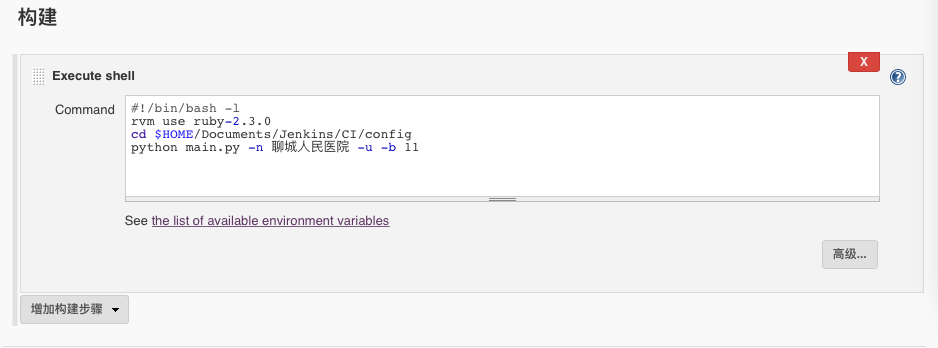 构建
X
Execute shell
?
Command
#!/bin/bash -l
rvm use ruby-2.3.0
cd $HOME/Documents/Jenkins/CI/config
python main.py -n 聊城人民医院 -u -b 11
See the list of available environment variables
高级...
增加构建步骤